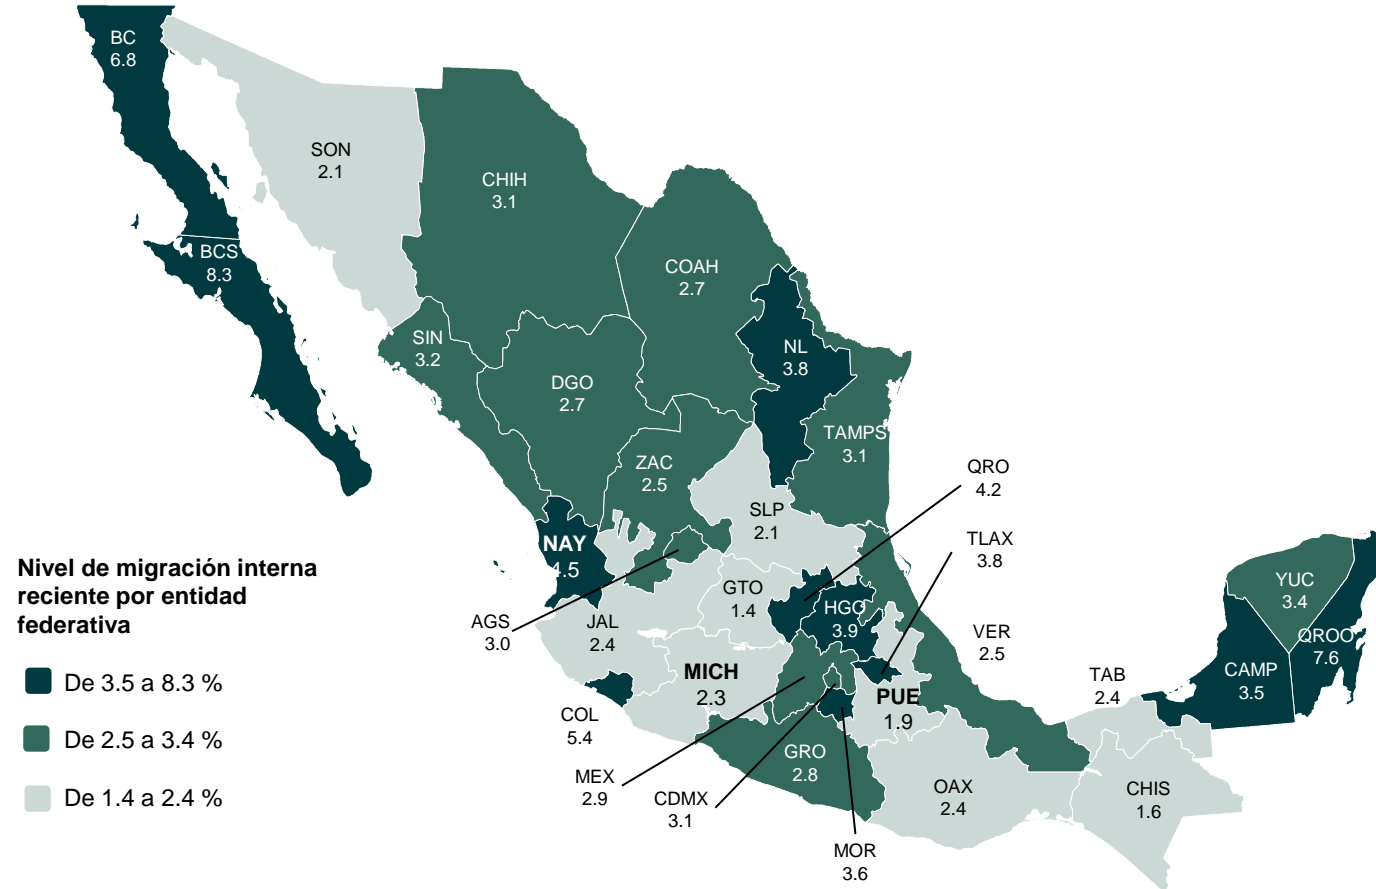 BC
6.8
SON
2.1
CHIH
3.1
BCS
8.3
COAH
2.7
SIN
3.2
NL
3.8
DGO
2.7
TAMPS
3.1
ZAC
2.5
QRO
4.2
SLP
2.1
TLAX
3.8
NAY
4.5
Nivel de migración interna
reciente por entidad
federativa
YUC
3.4
GTO
1.4
HGO
3.9
AGS
3.0
JAL
2.4
VER
2.5
QROO
7.6
MICH
2.3
TAB
2.4
CAMP
3.5
De 3.5 a 8.3 %
PUE
1.9
COL
5.4
De 2.5 a 3.4 %
GRO
2.8
MEX
2.9
OAX
2.4
CHIS
1.6
CDMX
3.1
De 1.4 a 2.4 %
MOR
3.6